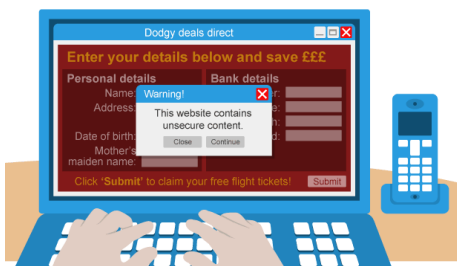 Dodgy deals direct
Enter your details below and save £££
Personal details
Bank details
Name:
Address:
Date of birth:
Mother's
maiden name:
Warning!
This website contains
unsecure content.
Close
Continue
Click 'Submit' to claim your free flight tickets!
Submit